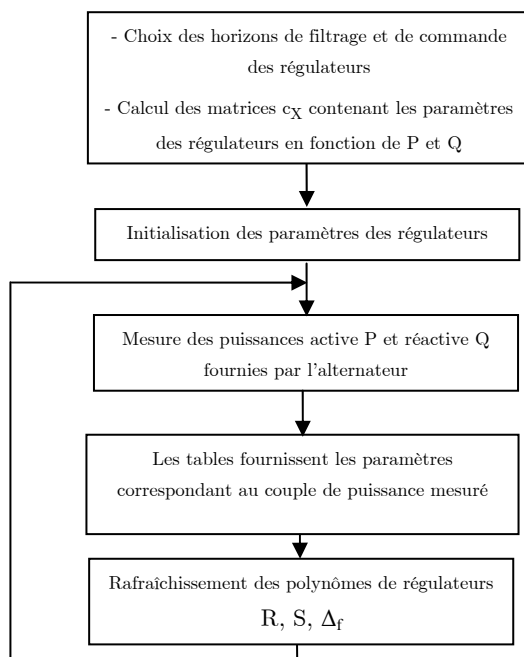 - Choix des horizons de filtrage et de commande
des régulateurs
- Calcul des matrices c_X contenant les paramètres
des régulateurs en fonction de P et Q
Initialisation des paramètres des régulateurs
Mesure des puissances active P et réactive Q
fournies par l'alternateur
Les tables fournissent les paramètres
correspondant au couple de puissance mesuré
Rafraîchissement des polynômes de régulateurs
R, S, Δ_f